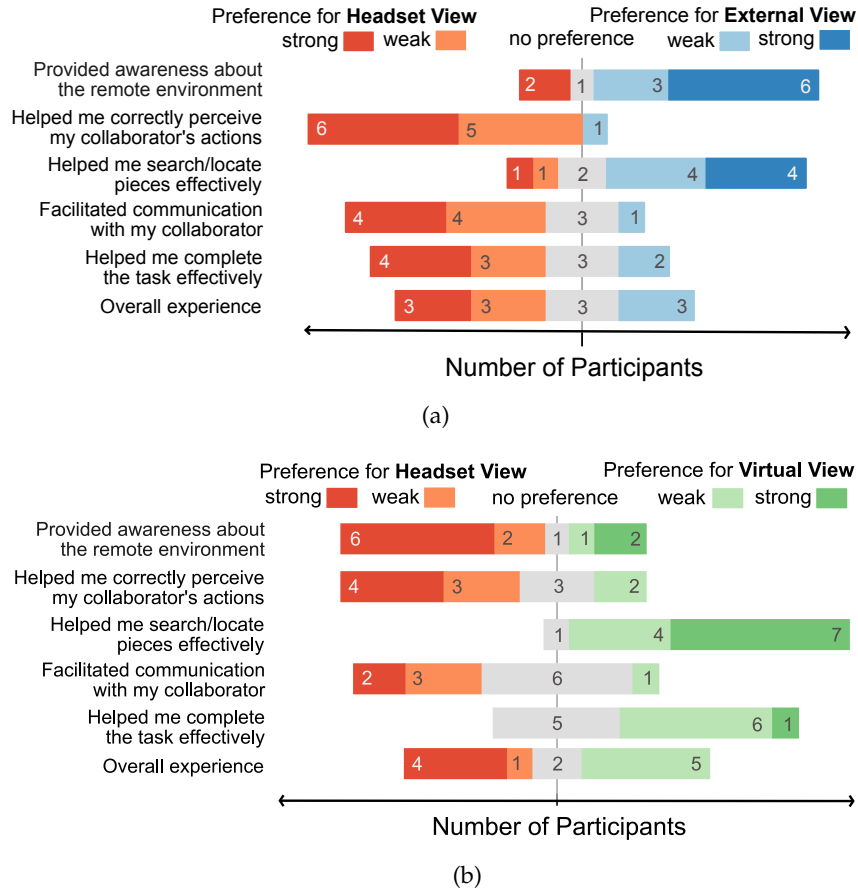 Preference for Headset View
Preference for External View
strong weak no preference weak strong
Provided awareness about
the remote environment
2 1 3 6
Helped me correctly perceive
my collaborator's actions
6 5 1
Helped me search/locate
pieces effectively
1 1 2 4 4
Facilitated communication
with my collaborator
4 4 3 1
Helped me complete
the task effectively
4 3 3 2
Overall experience
3 3 3 3
Number of Participants
(a)
Preference for Headset View
Preference for Virtual View
strong weak no preference weak strong
Provided awareness about
the remote environment
6 2 1 1 2
Helped me correctly perceive
my collaborator's actions
4 3 3 2
Helped me search/locate
pieces effectively
1 4 7
Facilitated communication
with my collaborator
2 3 6 1
Helped me complete
the task effectively
5 6 1
Overall experience
4 1 2 5
Number of Participants
(b)